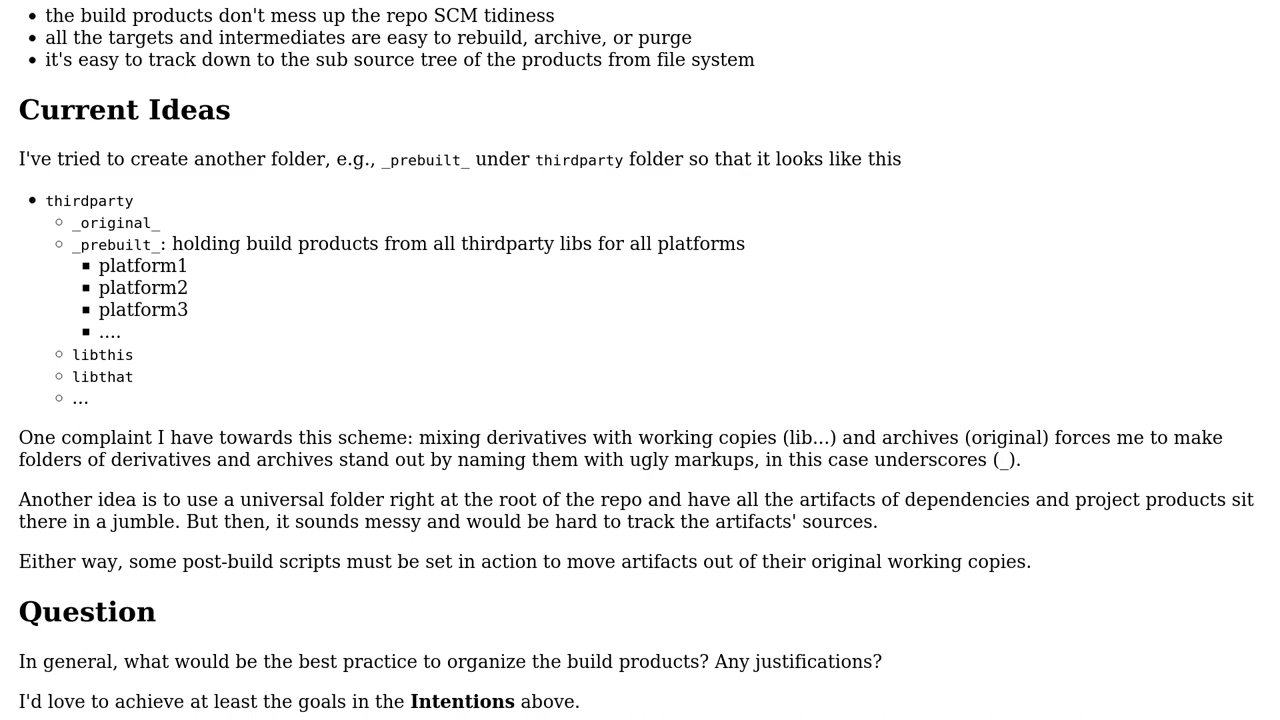 the build products don't mess up the repo SCM tidiness
all the targets and intermediates are easy to rebuild, archive, or purge
it's easy to track down to the sub source tree of the products from file system
Current Ideas
I've tried to create another folder, e.g., _prebuilt_ under thirdparty folder so that it looks like this
thirdparty
_original_
_prebuilt_: holding build products from all thirdparty libs for all platforms
platform1
platform2
platform3
....
libthis
libthat
...
One complaint I have towards this scheme: mixing derivatives with working copies (lib...) and archives (original) forces me to make
folders of derivatives and archives stand out by naming them with ugly markups, in this case underscores (_).
Another idea is to use a universal folder right at the root of the repo and have all the artifacts of dependencies and project products sit
there in a jumble. But then, it sounds messy and would be hard to track the artifacts' sources.
Either way, some post-build scripts must be set in action to move artifacts out of their original working copies.
Question
In general, what would be the best practice to organize the build products? Any justifications?
I'd love to achieve at least the goals in the Intentions above.